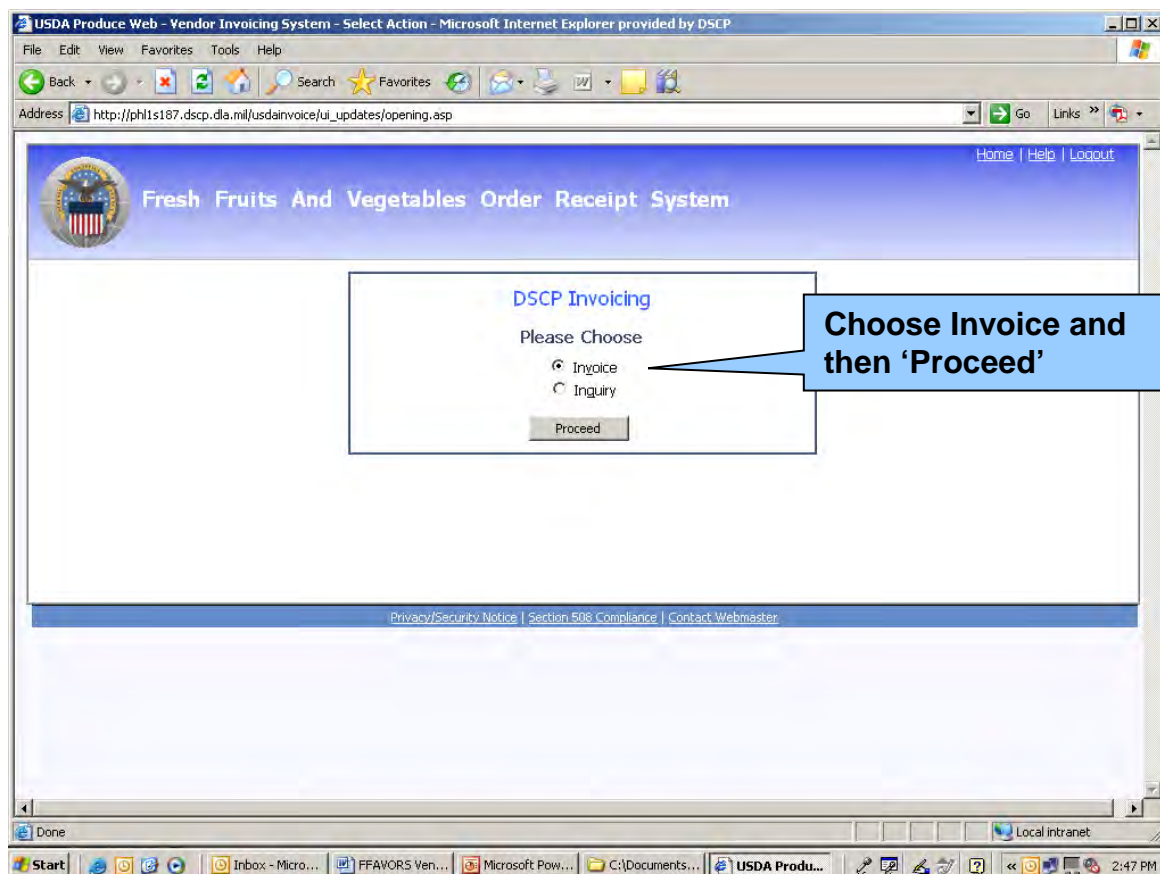 USDA Produce Web - Vendor Invoicing System - Select Action - Microsoft Internet Explorer provided by DSCP
File Edit View Favorites Tools Help
Back Search Favorites
Address http://phl1s187.dscp.dla.mil/usdainvoice/ui_updates/opening.asp Go Links »
Home | Help | Logout
Fresh Fruits And Vegetables Order Receipt System
DSCP Invoicing
Please Choose
Invoice
Inquiry
Proceed
Choose Invoice and
then ‘Proceed’
Privacy/Security Notice | Section 508 Compliance | Contact Webmaster
Done Local intranet
Start Inbox - Micro... FFAVORS Ven... Microsoft Pow... C:\Documents... USDA Produ... « 2:47 PM